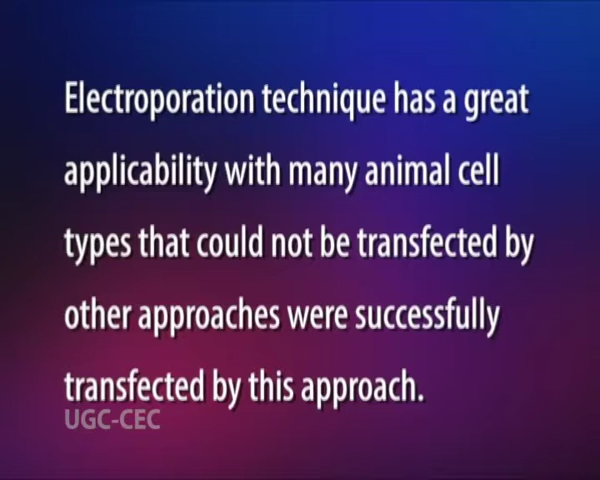 Electroporation technique has a great
applicability with many animal cell
types that could not be transfected by
other approaches were successfully
transfected by this approach.
UGC-CEC